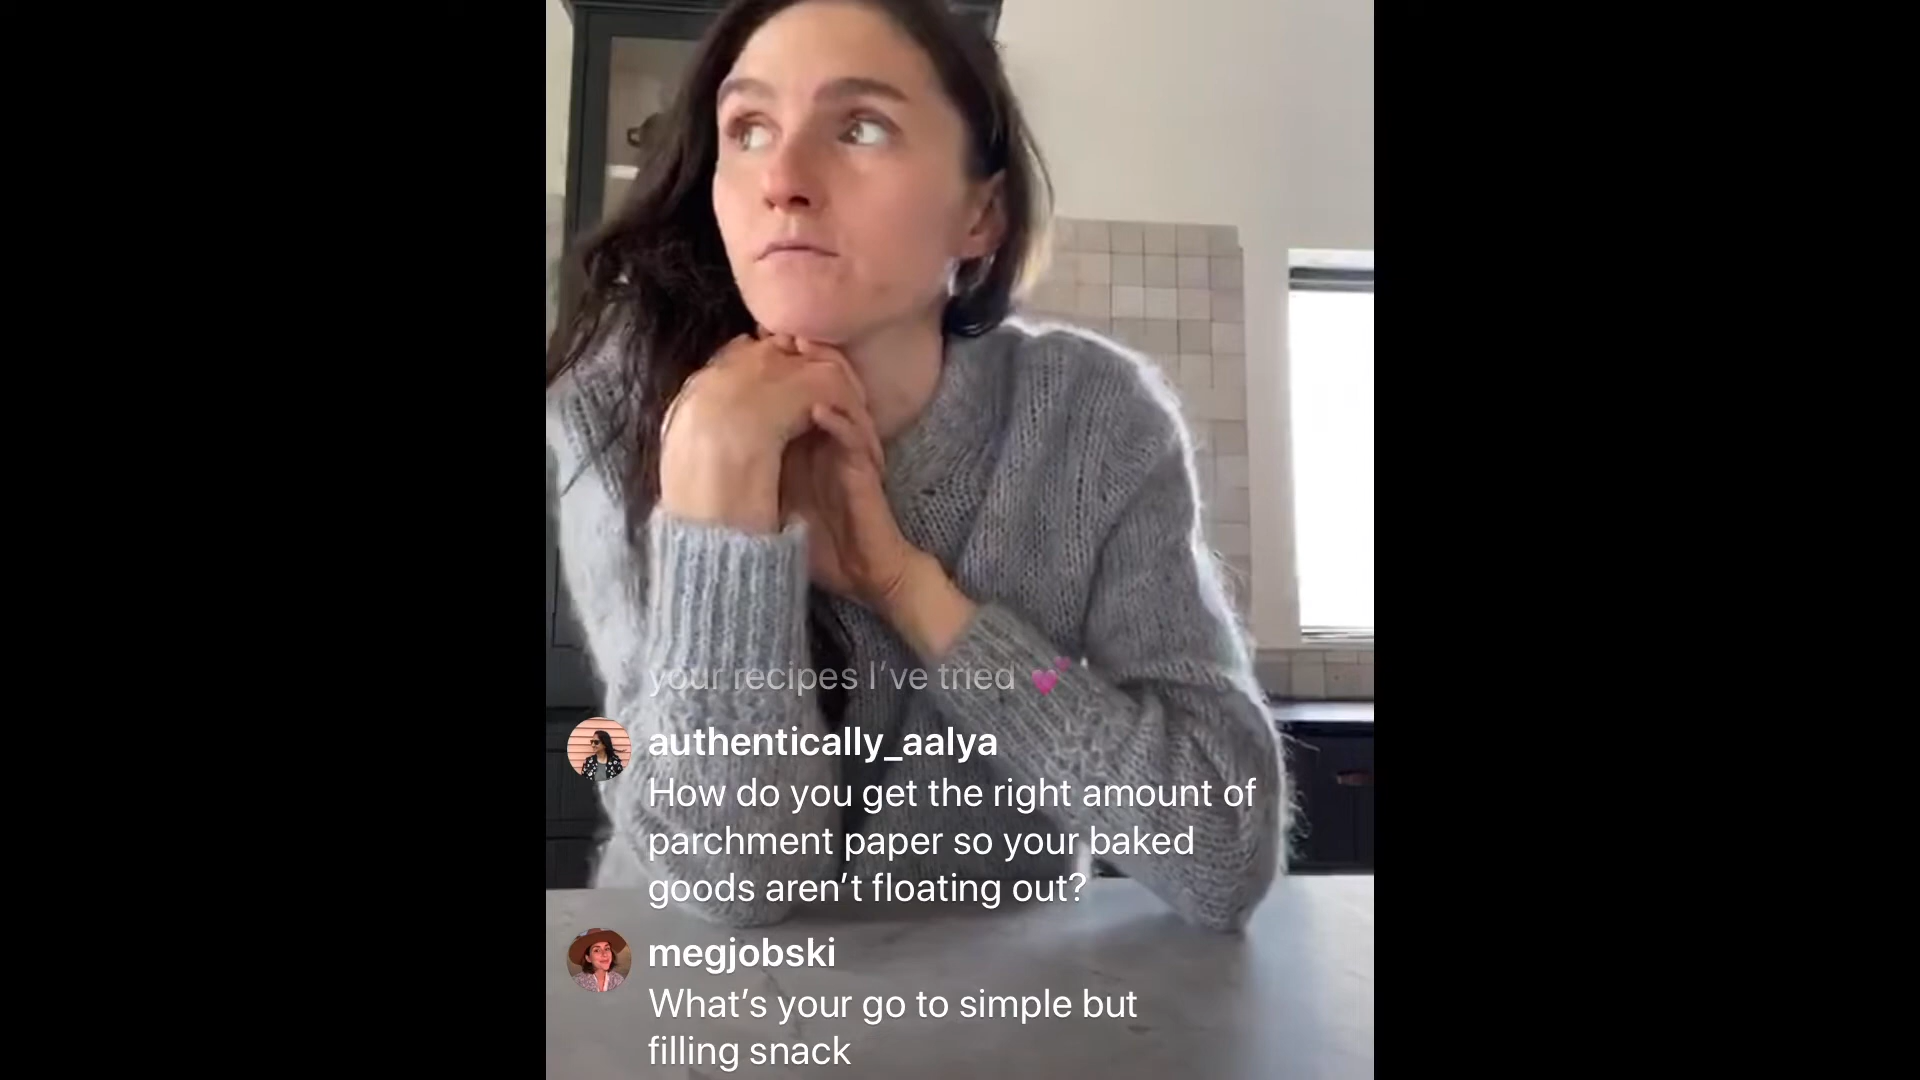 your recipes I’ve tried 💕
authentically_aalya
How do you get the right amount of
parchment paper so your baked
goods aren’t floating out?
megjobski
What’s your go to simple but
filling snack